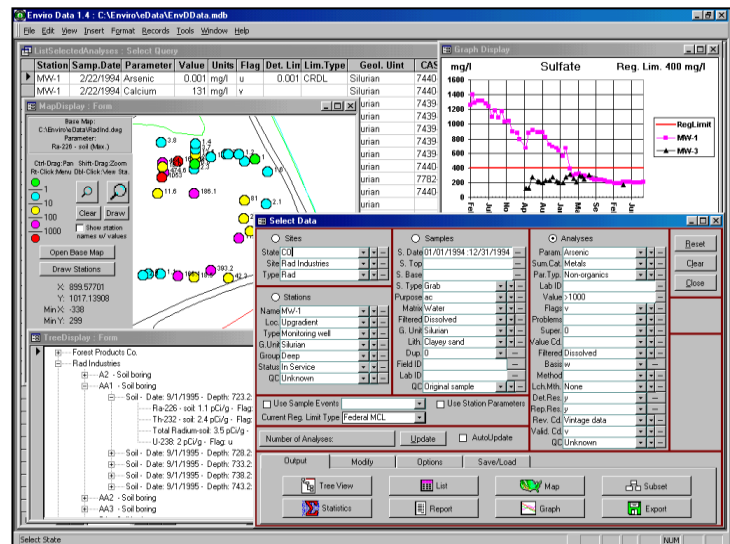 Enviro Data 1.4 : C:\Enviro\eData\EnvDData.mdb
File Edit View Insert Format Records Tools Window Help
ListSelectedAnalyses : Select Query
Station Samp.Date Parameter Value Units Flag Det. Lin Lim.Type Geol. Uint CAS
MW-1 2/22/1994 Arsenic 0.001 mg/l u 0.001 CRDL Silurian 7440-
MW-1 2/22/1994 Calcium 131 mg/l v Silurian 7440-
Graph Display
mg/l Sulfate Reg. Lim. 400 mg/l
1600
1400
1200
1000
800
600
400
200
0
RegLimit
MW-1
MW-3
MapDisplay : Form
Base Map:
C:\Enviro\eData\RadInd.dwg
Parameter:
Ra-226 - soil (Max.)
Ctrl-Drag:Pan Shift-Drag:Zoom
Rt-Click:Menu Dbl-Click:View Sta.
1
10
100
1000
Clear Draw
Show station names w/ values
Open Base Map
Draw Stations
X: 899.57701
Y: 1017.13908
Min X: -338
Min Y: 299
3.8
11.6
186.1
393.2
42.3
TreeDisplay : Form
Forest Products Co.
Rad Industries
A2 - Soil boring
AA1 - Soil boring
Soil - Date: 9/1/1995 - Depth: 723.2
Ra-226 - soil: 1.1 pCi/g - Flag:
Th-232 - soil: 2.4 pCi/g - Flag:
Total Radium-soil: 3.5 pCi/g -
U-238: 2 pCi/g - Flag: u
Soil - Date: 9/1/1995 - Depth: 728.2
Soil - Date: 9/1/1995 - Depth: 733.2
Soil - Date: 9/1/1995 - Depth: 738.2
Soil - Date: 9/1/1995 - Depth: 743.2
AA2 - Soil boring
AA3 - Soil boring
Select Data
Sites
State CO
Site Rad Industries
Type Rad
Stations
Name MW-1
Loc. Upgradient
Type Monitoring well
G.Unit Silurian
Group Deep
Status In Service
QC Unknown
Samples
S. Date 01/01/1994 :12/31/1994
S. Top
S. Base
S. Type Grab
Purpose ac
Matrix Water
Filtered Dissolved
G. Unit Silurian
Lith. Clayey sand
Dup. 0
Field ID
Lab ID
QC Original sample
Analyses
Param. Arsenic
Sum.Cat. Metals
Par.Typ. Non-organics
Lab ID
Value >1000
Flags v
Problems
Super. 0
Value Cd.
Filtered Dissolved
Basis w
Method
Lch.Mth. None
Det.Res. y
Rep.Res. y
Rev. Cd. Vintage data
Valid. Cd. v
QC Unknown
Reset
Clear
Close
Use Sample Events Use Station Parameters
Current Reg. Limit Type Federal MCL
Number of Analyses: Update AutoUpdate
Output Modify Options Save/Load
Tree View List Map Subset
Statistics Report Graph Export
Select State NUM